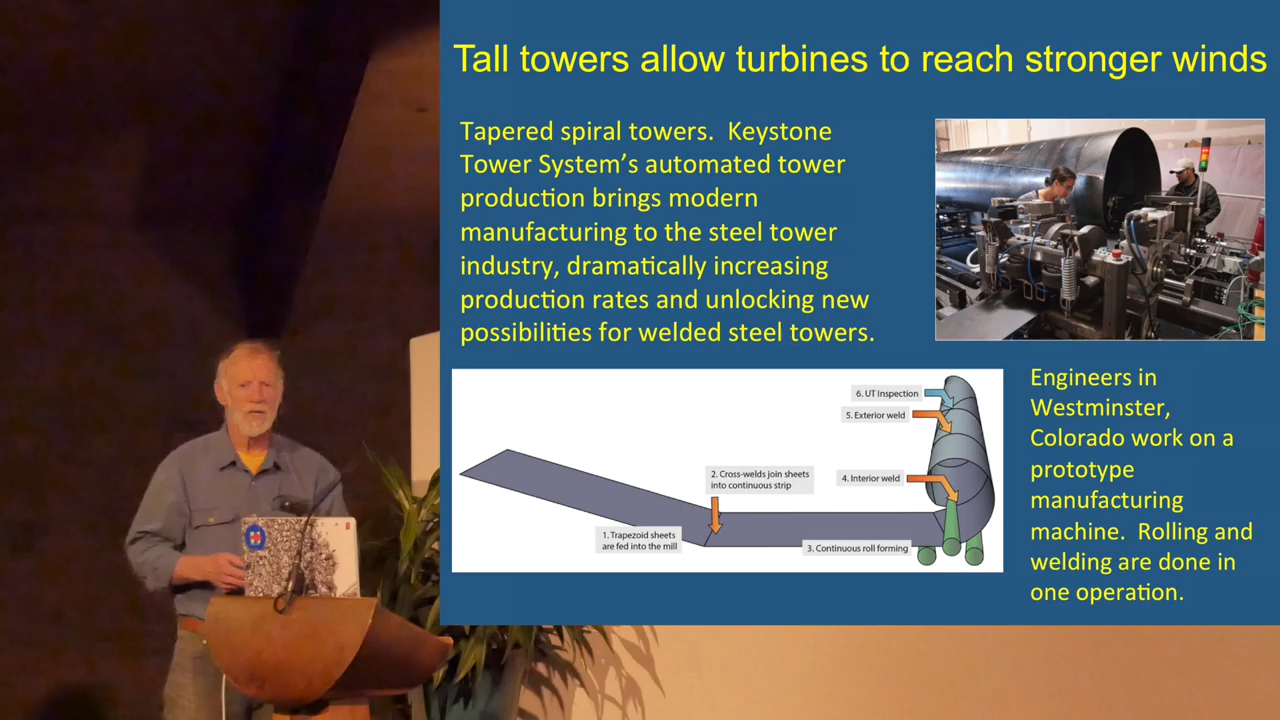 Tall towers allow turbines to reach stronger winds
Tapered spiral towers.  Keystone
Tower System’s automated tower
production brings modern
manufacturing to the steel tower
industry, dramatically increasing
production rates and unlocking new
possibilities for welded steel towers.
6. UT Inspection
5. Exterior weld
4. Interior weld
2. Cross-welds join sheets
into continuous strip
1. Trapezoid sheets
are fed into the mill
3. Continuous roll forming
Engineers in
Westminster,
Colorado work on a
prototype
manufacturing
machine.  Rolling and
welding are done in
one operation.